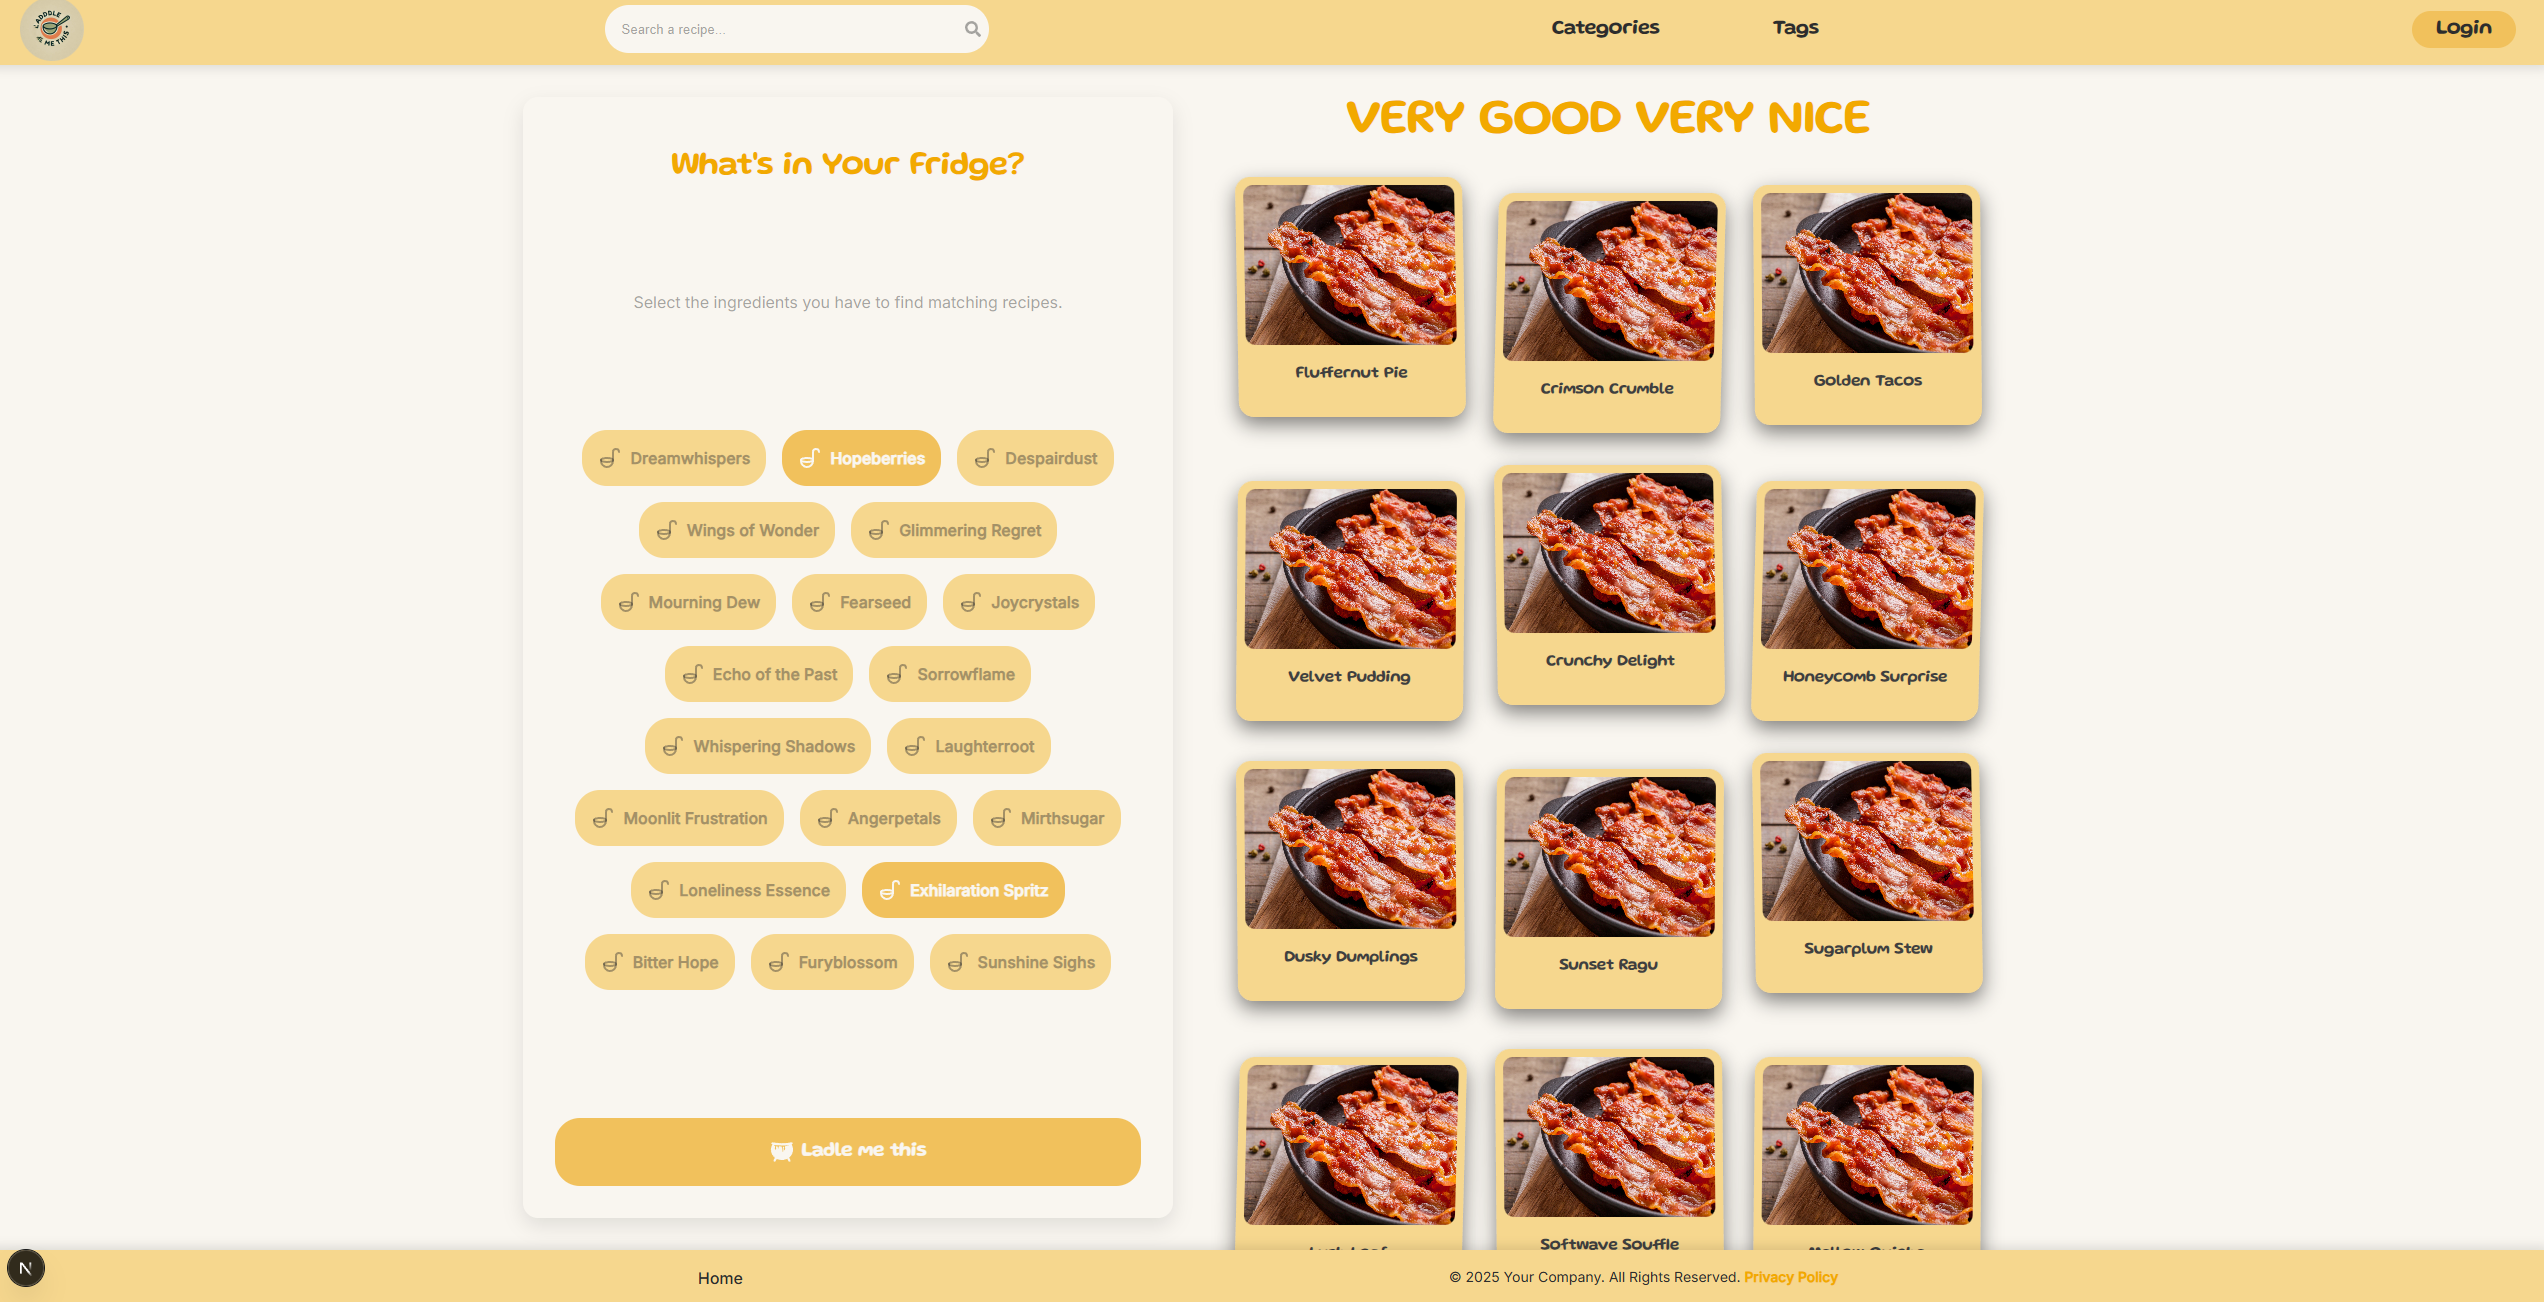 LADDLE
ME THIS
Search a recipe...
Categories
Tags
Login
What's in Your Fridge?
Select the ingredients you have to find matching recipes.
Dreamwhispers
Hopeberries
Despairdust
Wings of Wonder
Glimmering Regret
Mourning Dew
Fearseed
Joycrystals
Echo of the Past
Sorrowflame
Whispering Shadows
Laughterroot
Moonlit Frustration
Angerpetals
Mirthsugar
Loneliness Essence
Exhilaration Spritz
Bitter Hope
Furyblossom
Sunshine Sighs
Ladle me this
VERY GOOD VERY NICE
Fluffernut Pie
Crimson Crumble
Golden Tacos
Velvet Pudding
Crunchy Delight
Honeycomb Surprise
Dusky Dumplings
Sunset Ragu
Sugarplum Stew
Softwave Souffle
N
Home
© 2025 Your Company. All Rights Reserved. Privacy Policy